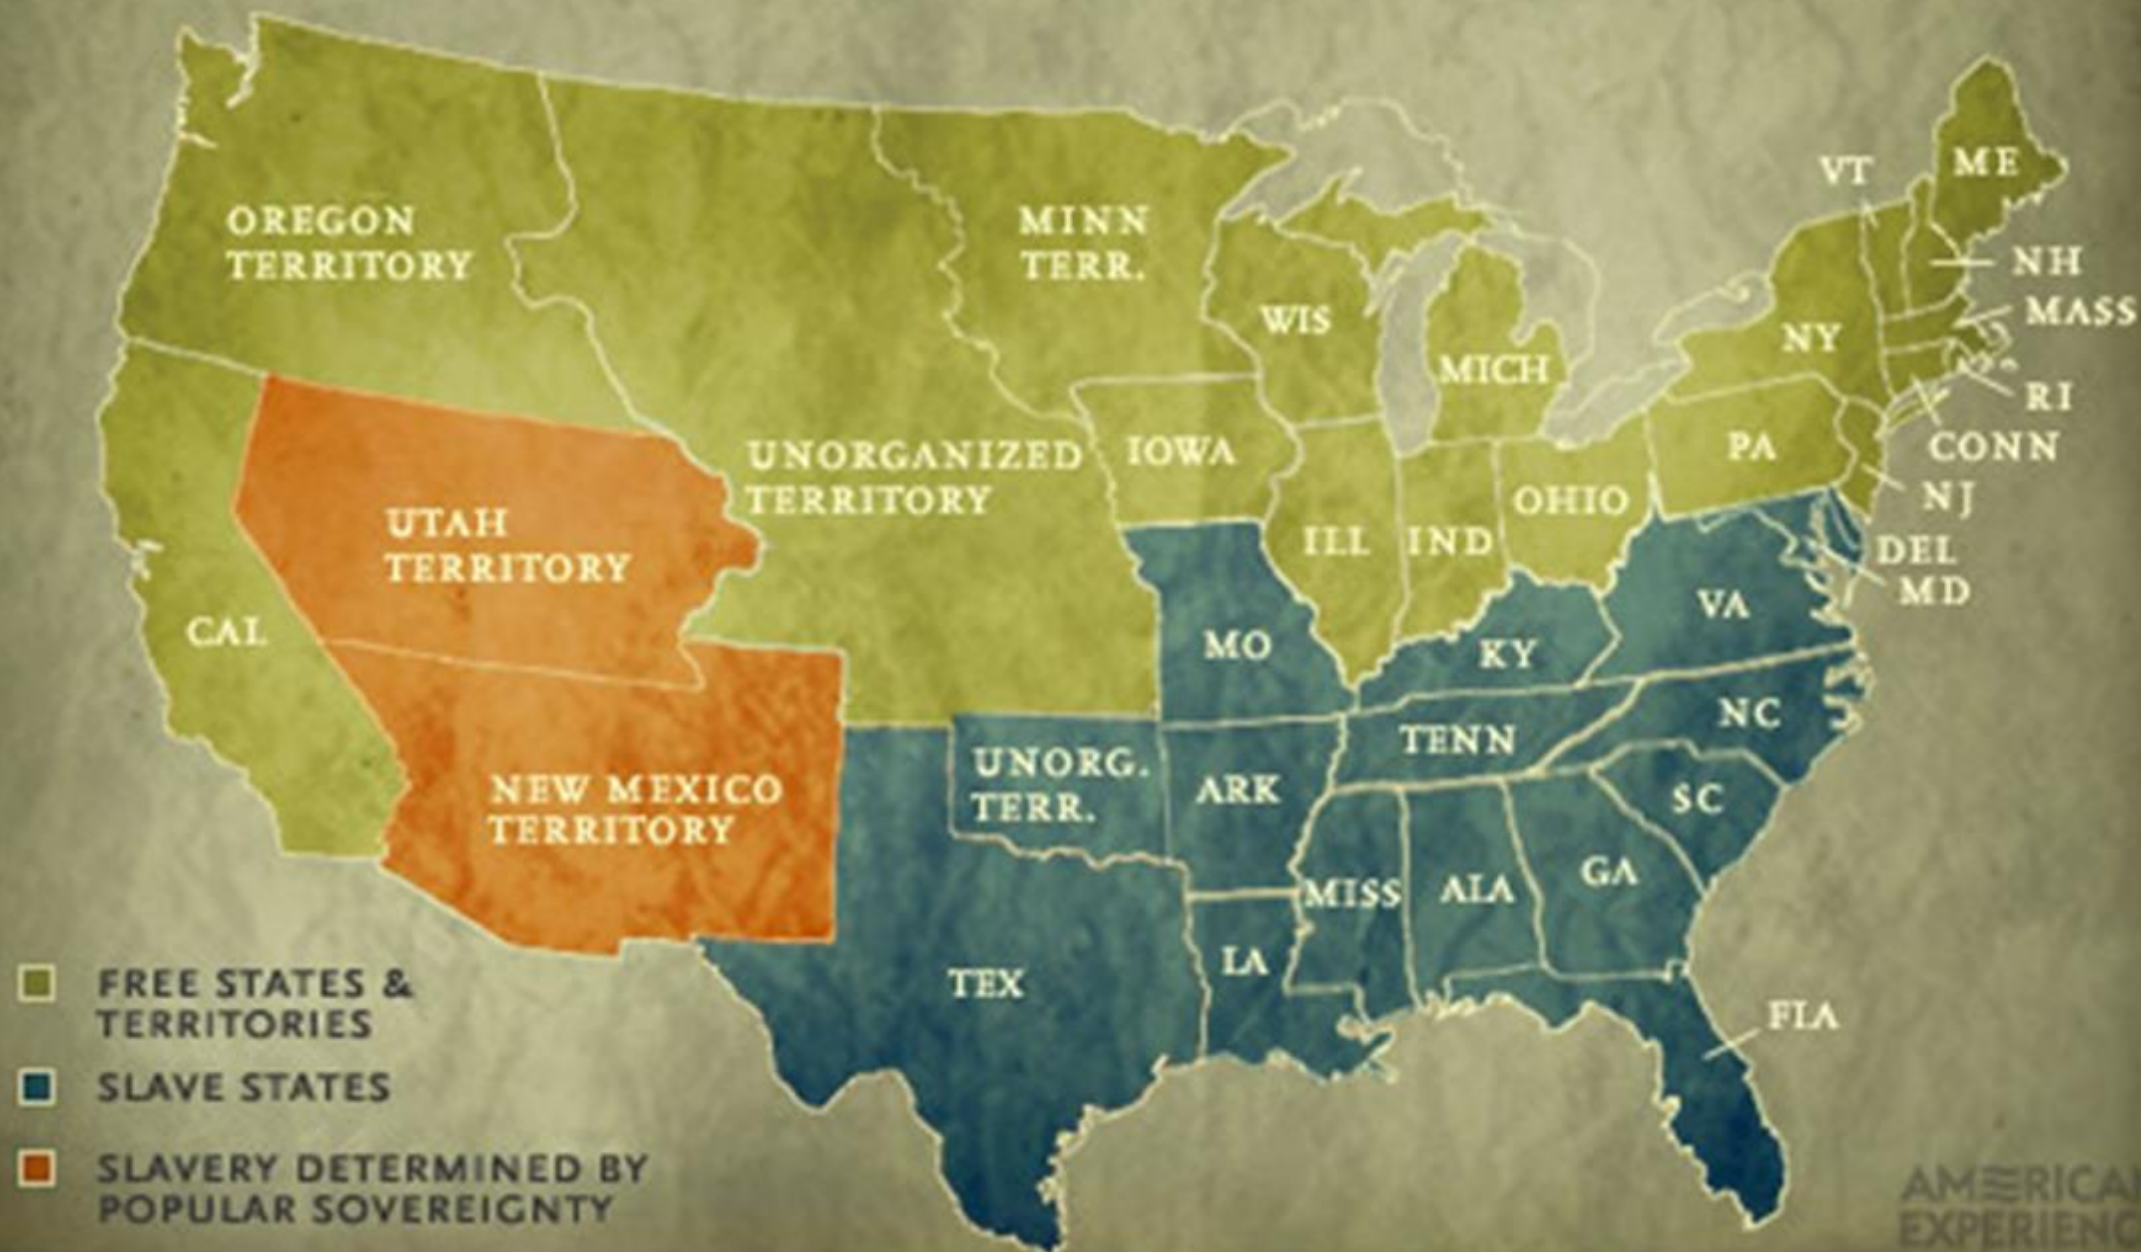 VT
ME
OREGON
TERRITORY
MINN
TERR.
NH
MASS
WIS
NY
MICH
RI
UNORGANIZED
TERRITORY
IOWA
PA
CONN
OHIO
NJ
UTAH
TERRITORY
ILL
IND
DEL
MD
CAL
MO
KY
VA
NC
TENN
UNORG.
TERR.
ARK
NEW MEXICO
TERRITORY
SC
MISS
ALA
GA
LA
TEX
FLA
FREE STATES &
TERRITORIES
SLAVE STATES
SLAVERY DETERMINED BY
POPULAR SOVEREIGNTY
AMERICAN
EXPERIENC